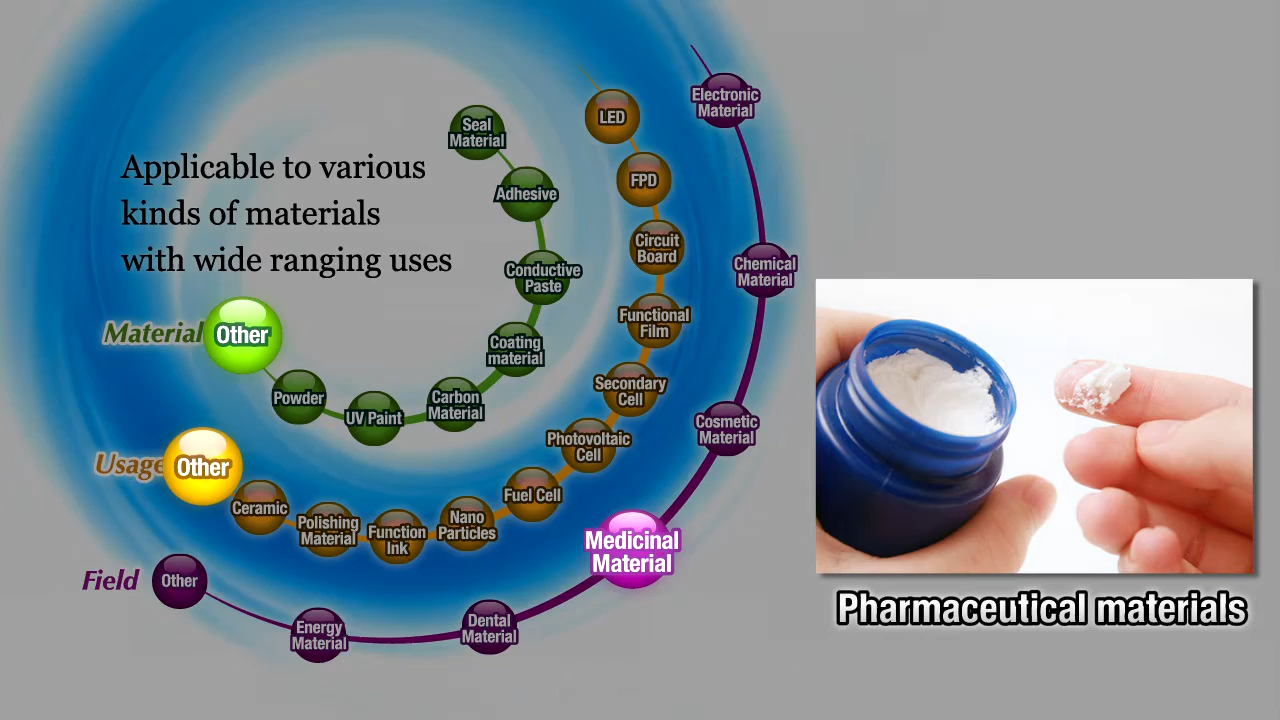 Applicable to various
kinds of materials
with wide ranging uses
Material
Other
Powder
UV Paint
Carbon
Material
Coating
material
Conductive
Paste
Adhesive
Seal
Material
Usage
Other
Ceramic
Polishing
Material
Function
Ink
Nano
Particles
Fuel Cell
Photovoltaic
Cell
Secondary
Cell
Functional
Film
Circuit
Board
FPD
LED
Field
Other
Energy
Material
Dental
Material
Medicinal
Material
Cosmetic
Material
Chemical
Material
Electronic
Material
Pharmaceutical materials